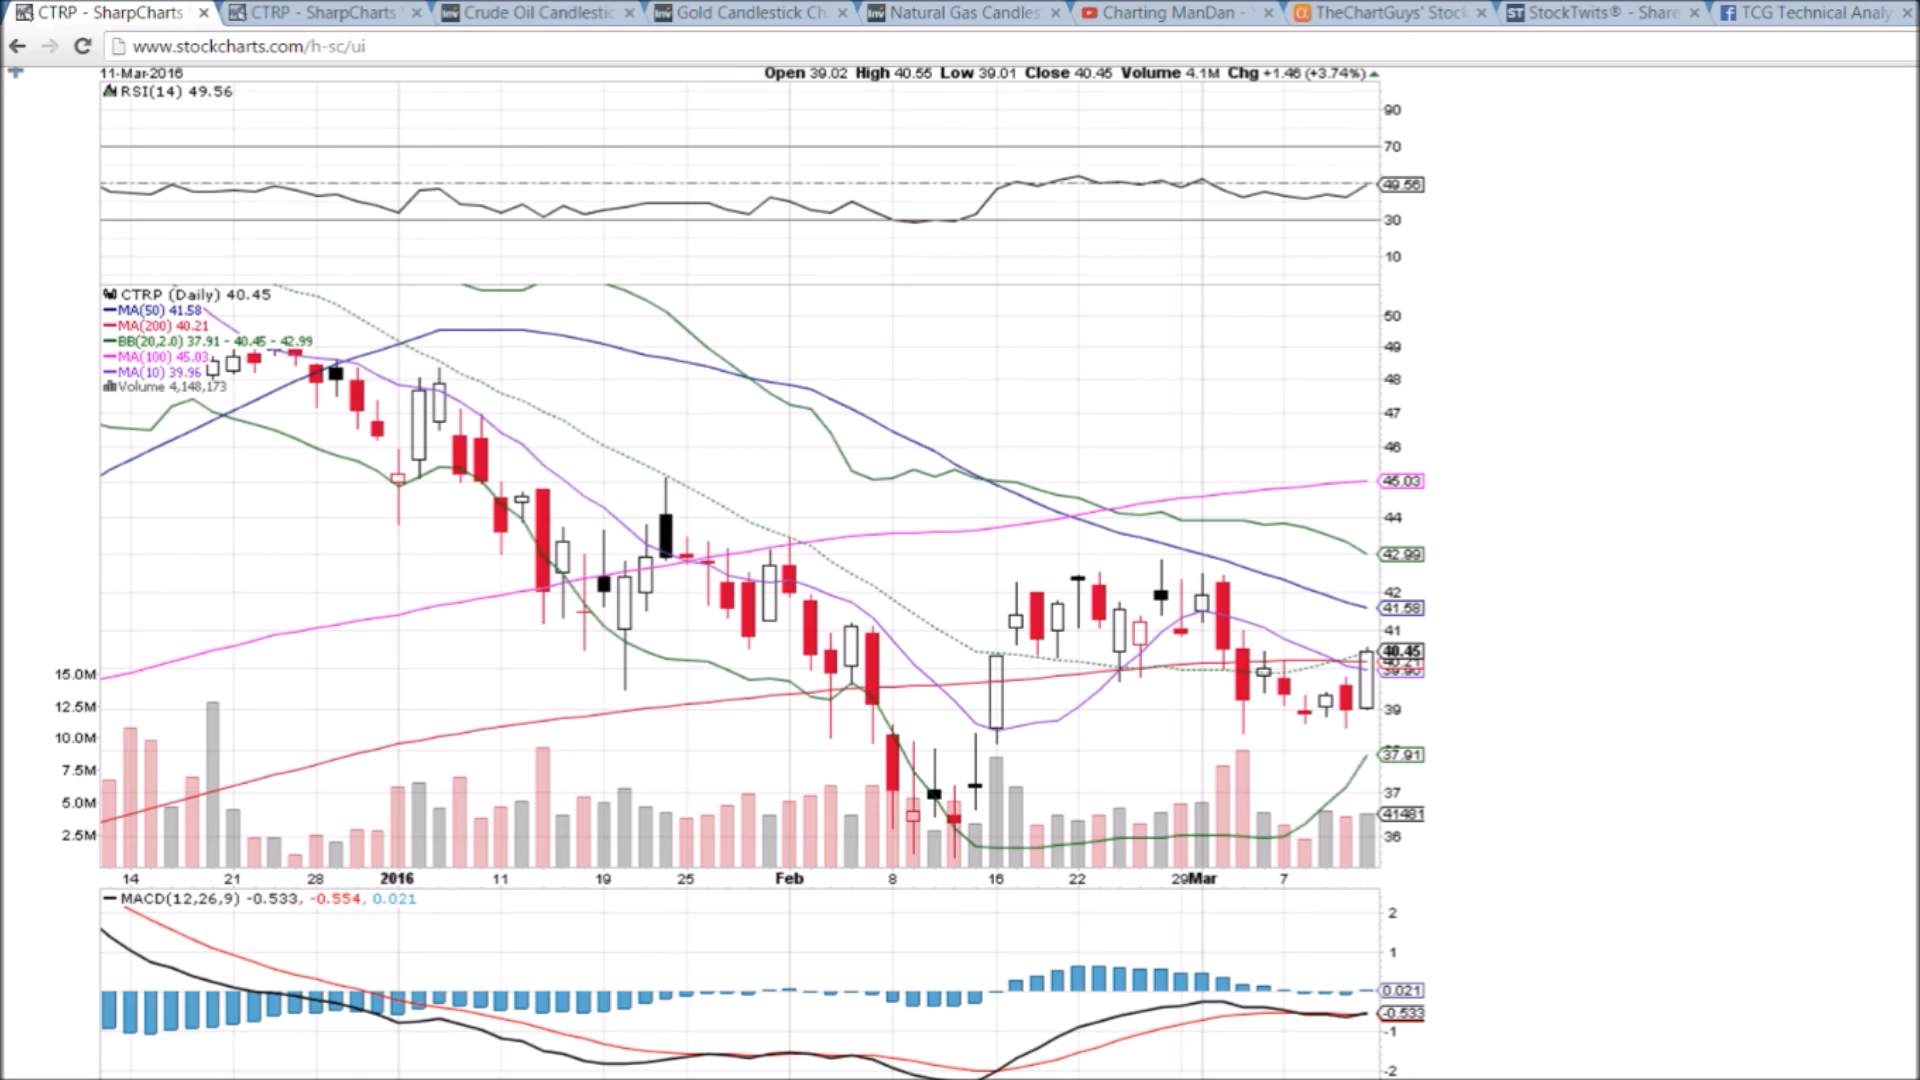 CTRP - SharpCharts
CTRP - SharpCharts
Crude Oil Candlestic
Gold Candlestick Ch
Natural Gas Candles
Charting ManDan -
TheChartGuys' Stock
StockTwits® - Share
TCG Technical Analy
www.stockcharts.com/h-sc/ui
11-Mar-2016
Open 39.02 High 40.55 Low 39.01 Close 40.45 Volume 4.1M Chg +1.46 (+3.74%)
RSI(14) 49.56
90
70
49.56
30
10
CTRP (Daily) 40.45
MA(50) 41.58
MA(200) 40.21
BB(20,2.0) 37.91 - 40.45 - 42.99
MA(100) 45.03
MA(10) 39.96
Volume 4,148,173
50
49
48
47
46
45.03
44
42.99
42
41.58
41
40.45
40.21
39
37.91
37
41481
36
15.0M
12.5M
10.0M
7.5M
5.0M
2.5M
14 21 28 2016 11 19 25 Feb 8 16 22 29 Mar 7
MACD(12,26,9) -0.533, -0.554, 0.021
2
1
0.021
-0.533
-1
-2